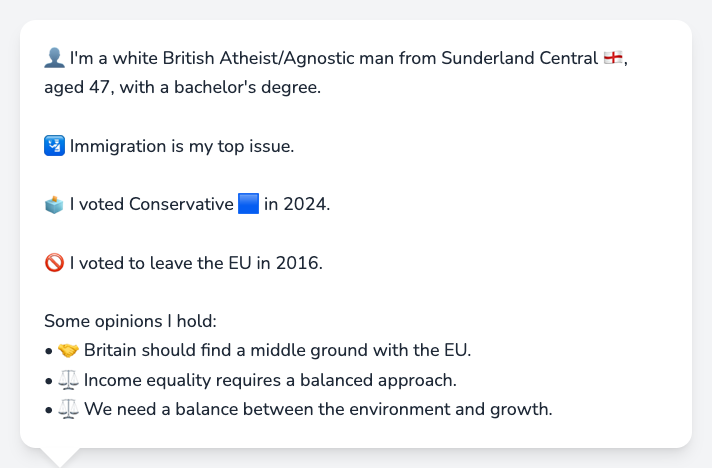 👤 I'm a white British Atheist/Agnostic man from Sunderland Central 🏴󠁧󠁢󠁥󠁮󠁧󠁿,
aged 47, with a bachelor's degree.
🛂 Immigration is my top issue.
🗳️ I voted Conservative 🟦 in 2024.
🚫 I voted to leave the EU in 2016.
Some opinions I hold:
• 🤝 Britain should find a middle ground with the EU.
• ⚖️ Income equality requires a balanced approach.
• ⚖️ We need a balance between the environment and growth.